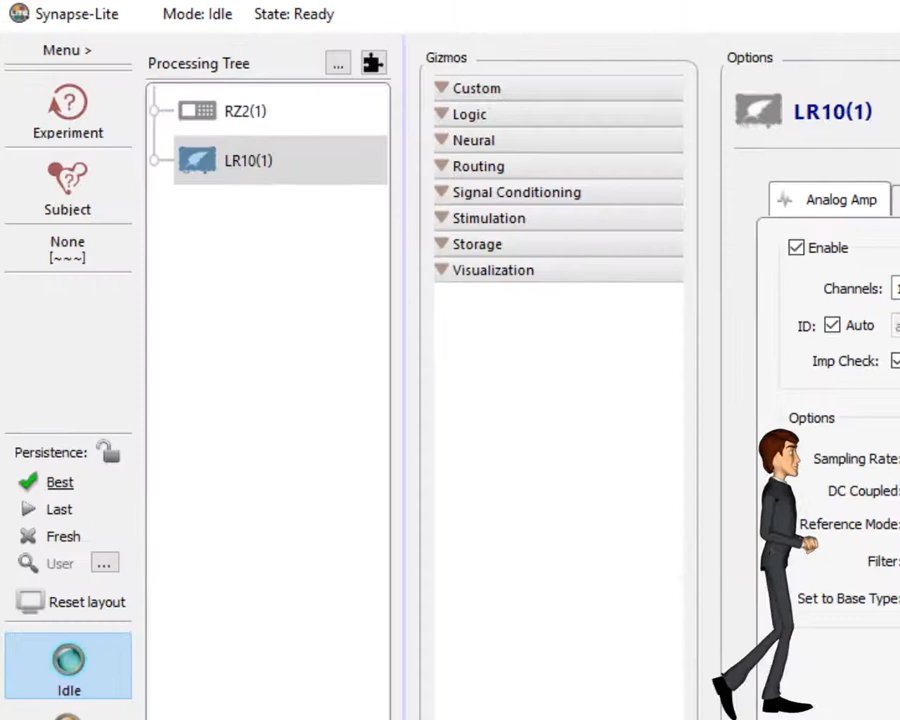 Synapse-Lite Mode: Idle State: Ready
Menu >
Experiment
Subject
None
[~~~]
Persistence:
Best
Last
Fresh
User ...
Reset layout
Idle
Processing Tree ...
RZ2(1)
LR10(1)
Gizmos
Custom
Logic
Neural
Routing
Signal Conditioning
Stimulation
Storage
Visualization
Options
LR10(1)
Analog Amp
Enable
Channels:
ID: Auto
Imp Check:
Options
Sampling Rate:
DC Coupled:
Reference Mode:
Filter:
Set to Base Type: